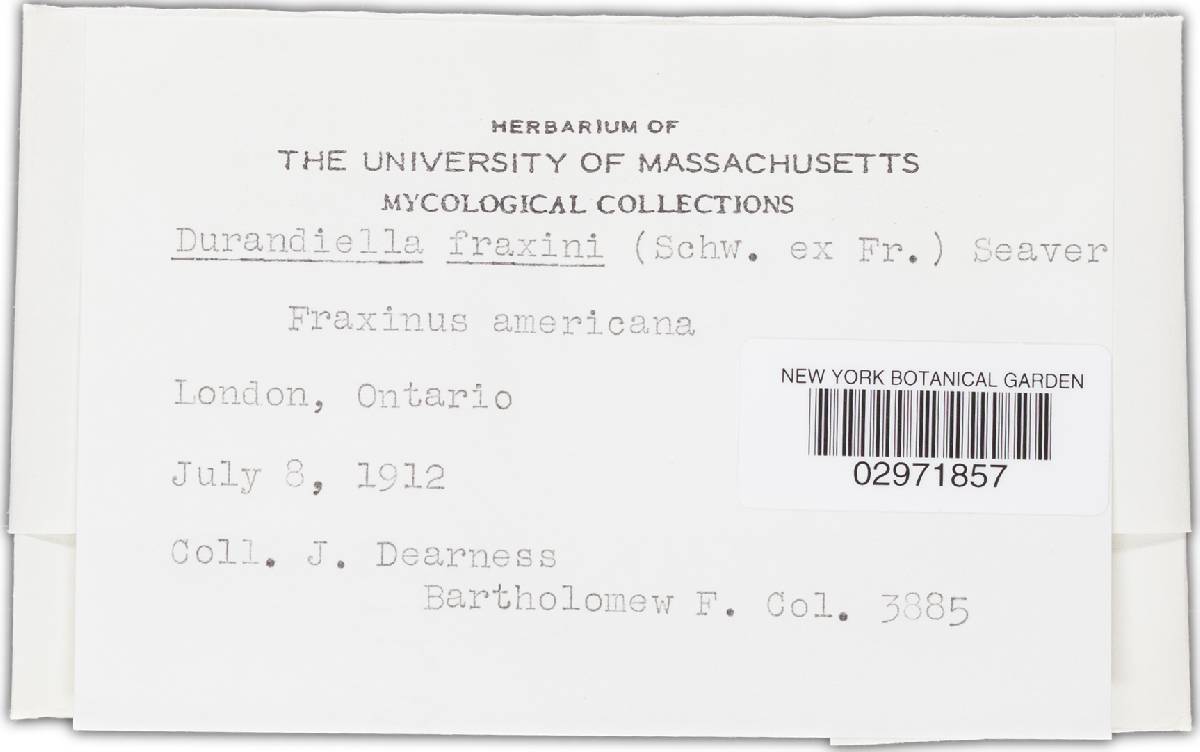 HERBARIUM OF
THE UNIVERSITY OF MASSACHUSETTS
MYCOLOGICAL COLLECTIONS
Durandiella fraxini (Schw. ex Fr.) Seaver
Fraxinus americana
NEW YORK BOTANICAL GARDEN
London, Ontario
02971857
July 8, 1912
Coll. J. Dearness
Bartholomew F. Col. 3885